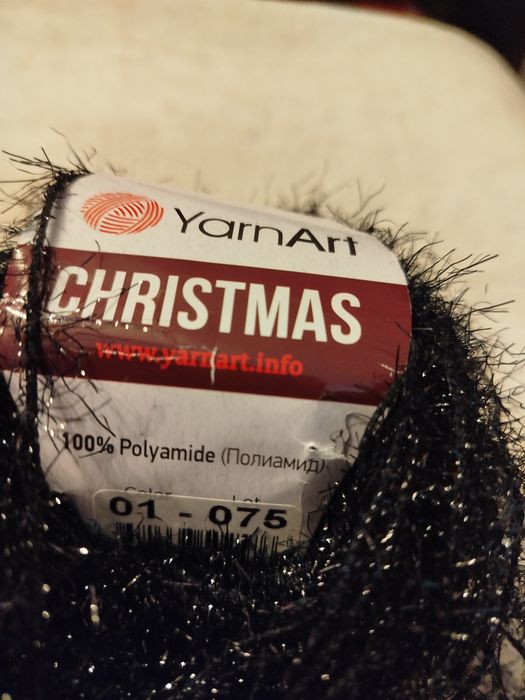 YarnArt
CHRISTMAS
www.yarnart.info
100% Polyamide (Полиамид)
Color Lot
01 - 075